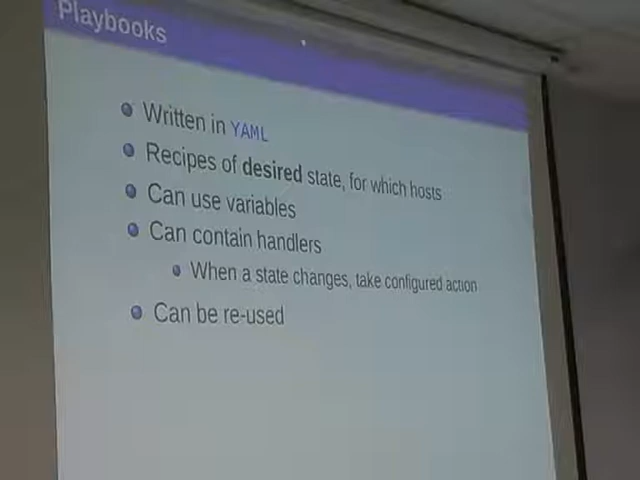 Playbooks
Written in YAML
Recipes of desired state, for which hosts
Can use variables
Can contain handlers
When a state changes, take configured action
Can be re-used